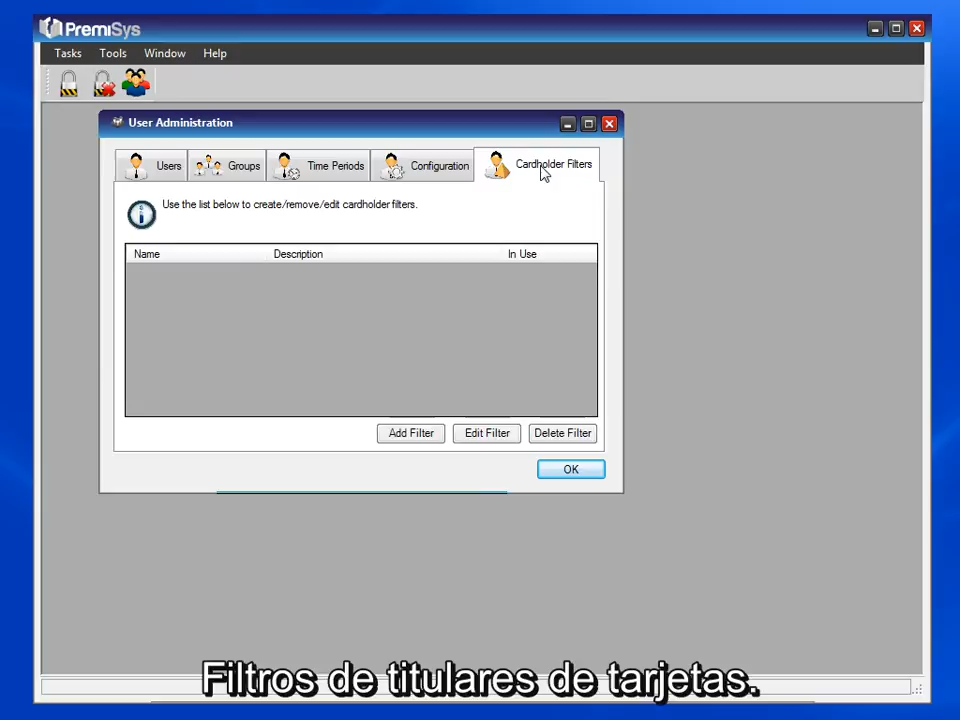 PremiSys
Tasks Tools Window Help
User Administration
Users Groups Time Periods Configuration Cardholder Filters
Use the list below to create/remove/edit cardholder filters.
Name Description In Use
Add Filter Edit Filter Delete Filter
OK
Filtros de titulares de tarjetas.